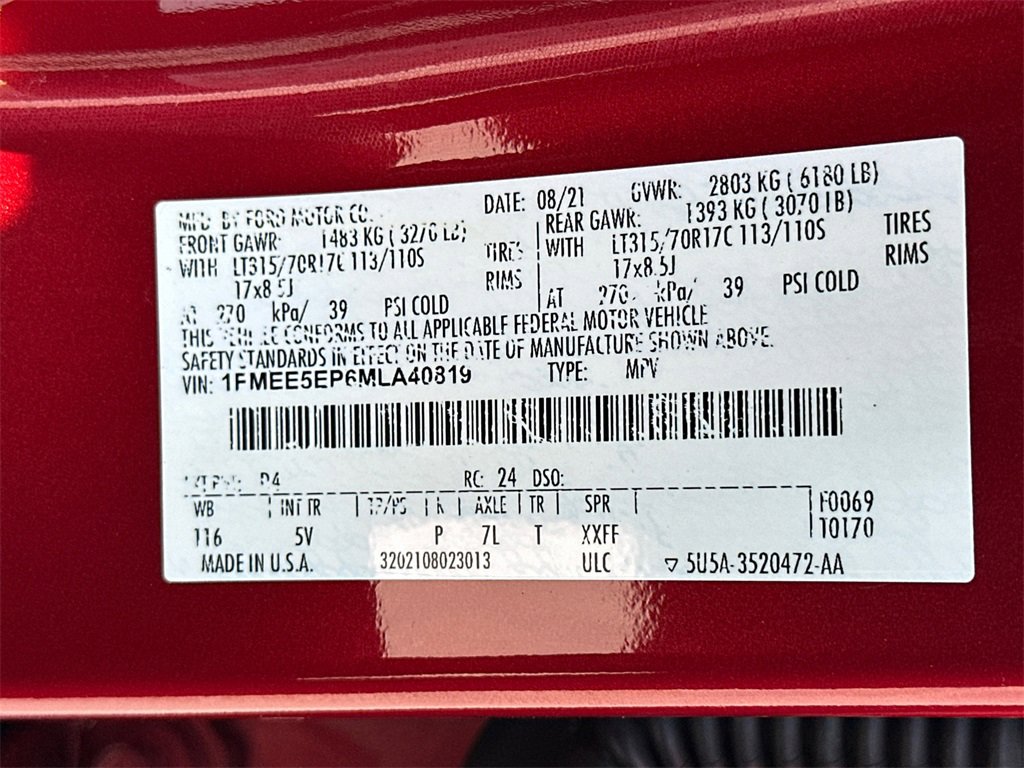 MFD. BY FORD MOTOR CO. DATE: 08/21 GVWR: 2803 KG ( 6180 LB)
FRONT GAWR: 1483 KG ( 3270 LB) REAR GAWR: 1393 KG ( 3070 LB)
WITH LT315/70R17C 113/110S TIRES WITH LT315/70R17C 113/110S TIRES
17x8.5J RIMS 17x8.5J RIMS
AT 270 kPa/ 39 PSI COLD AT 270 kPa/ 39 PSI COLD
THIS VEHICLE CONFORMS TO ALL APPLICABLE FEDERAL MOTOR VEHICLE
SAFETY STANDARDS IN EFFECT ON THE DATE OF MANUFACTURE SHOWN ABOVE.
VIN: 1FMEE5EP6MLA40819 TYPE: MPV
EXT PNT: D4 RC: 24 DSO:
WB INT TR TP/PS R AXLE TR SPR F0069
116 5V P 7L T XXFF 10170
MADE IN U.S.A. 3202108023013 ULC ▽ 5U5A-3520472-AA